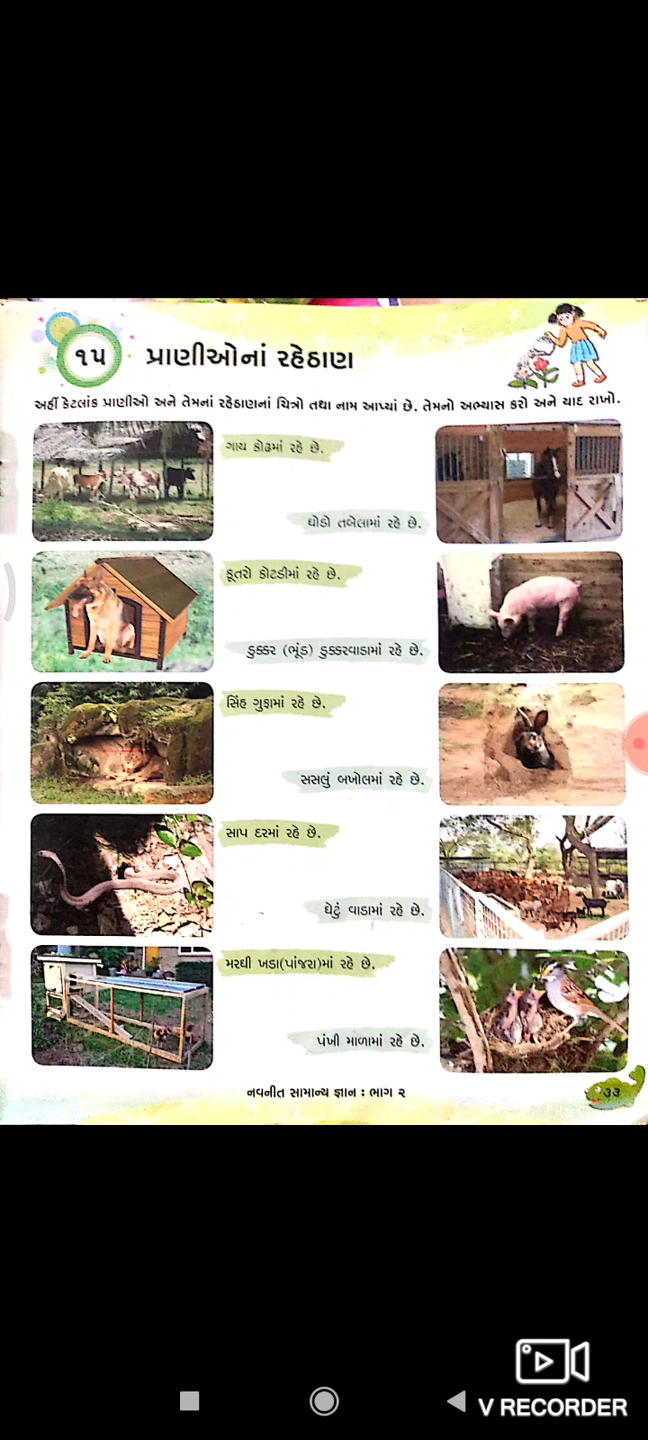 ૧૫
પ્રાણીઓનાં રહેઠાણ
અહીં કેટલાંક પ્રાણીઓ અને તેમનાં રહેઠાણનાં ચિત્રો તથા નામ આપ્યાં છે. તેમનો અભ્યાસ કરો અને યાદ રાખો.
ગાય કોઢમાં રહે છે.
ઘોડો તબેલામાં રહે છે.
કૂતરો કોટડીમાં રહે છે.
ડુક્કર (ભૂંડ) ડુક્કરવાડામાં રહે છે.
સિંહ ગુફામાં રહે છે.
સસલું બખોલમાં રહે છે.
સાપ દરમાં રહે છે.
ઘેટું વાડામાં રહે છે.
મરઘી ખડા(પાંજરા)માં રહે છે.
પંખી માળામાં રહે છે.
નવનીત સામાન્ય જ્ઞાન : ભાગ ૨
૩૩
V RECORDER